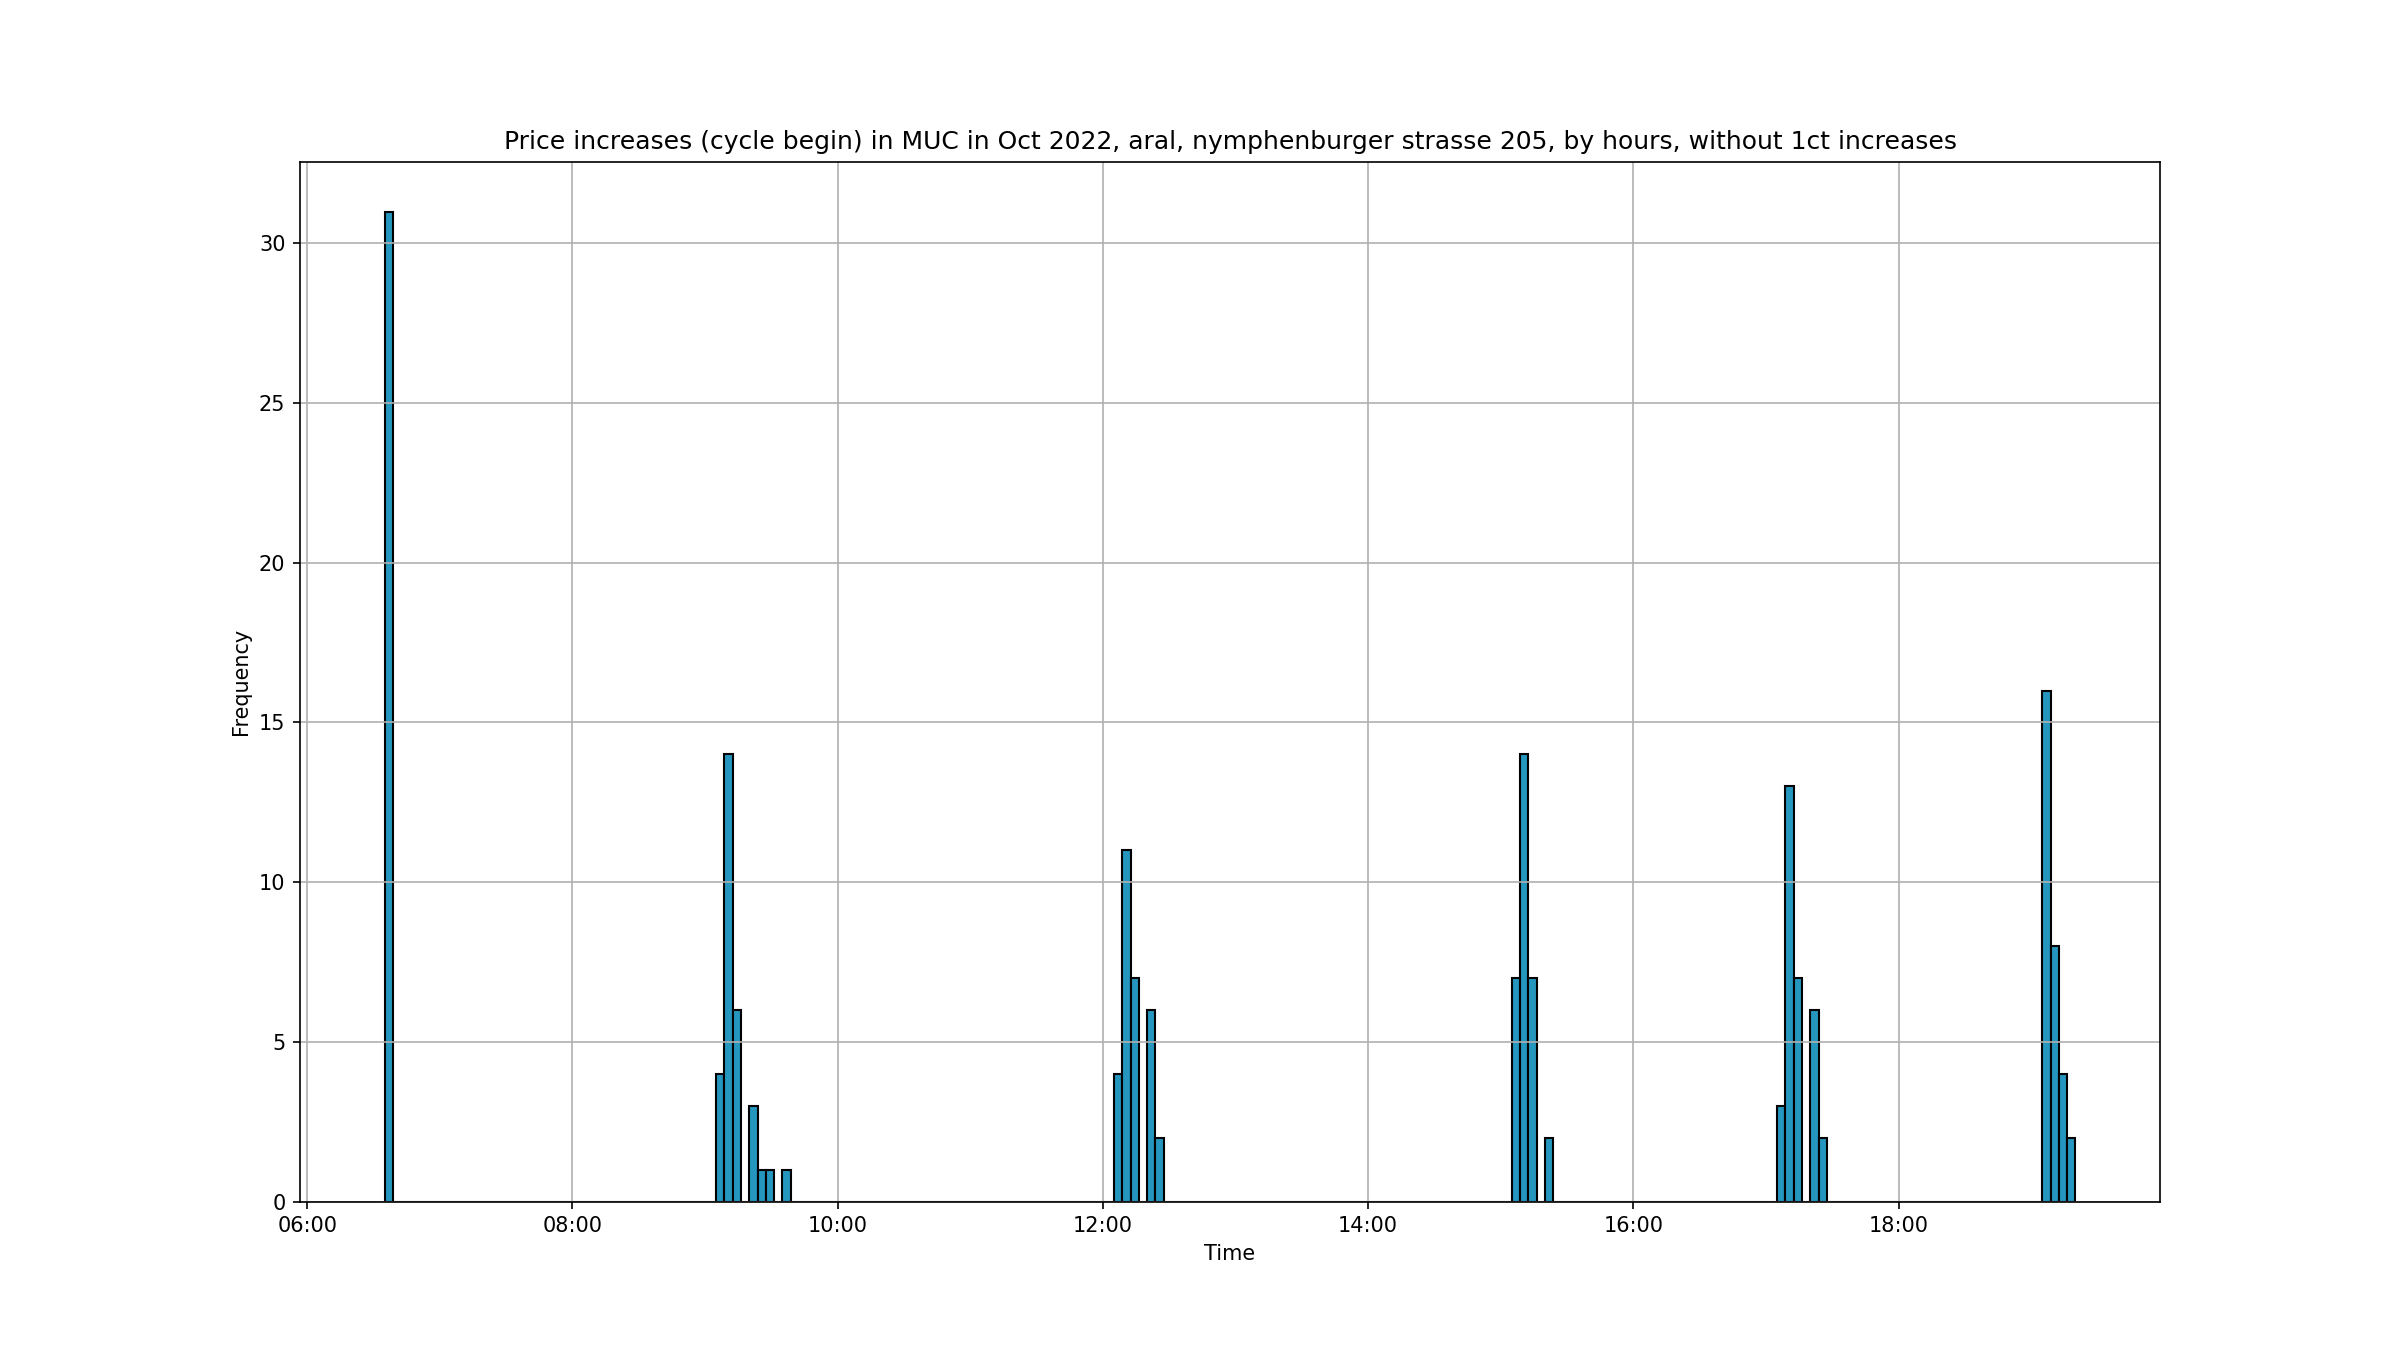 Price increases (cycle begin) in MUC in Oct 2022, aral, nymphenburger strasse 205, by hours, without 1ct increases
30
25
20
15
10
5
0
Frequency
06:00 08:00 10:00 12:00 14:00 16:00 18:00
Time